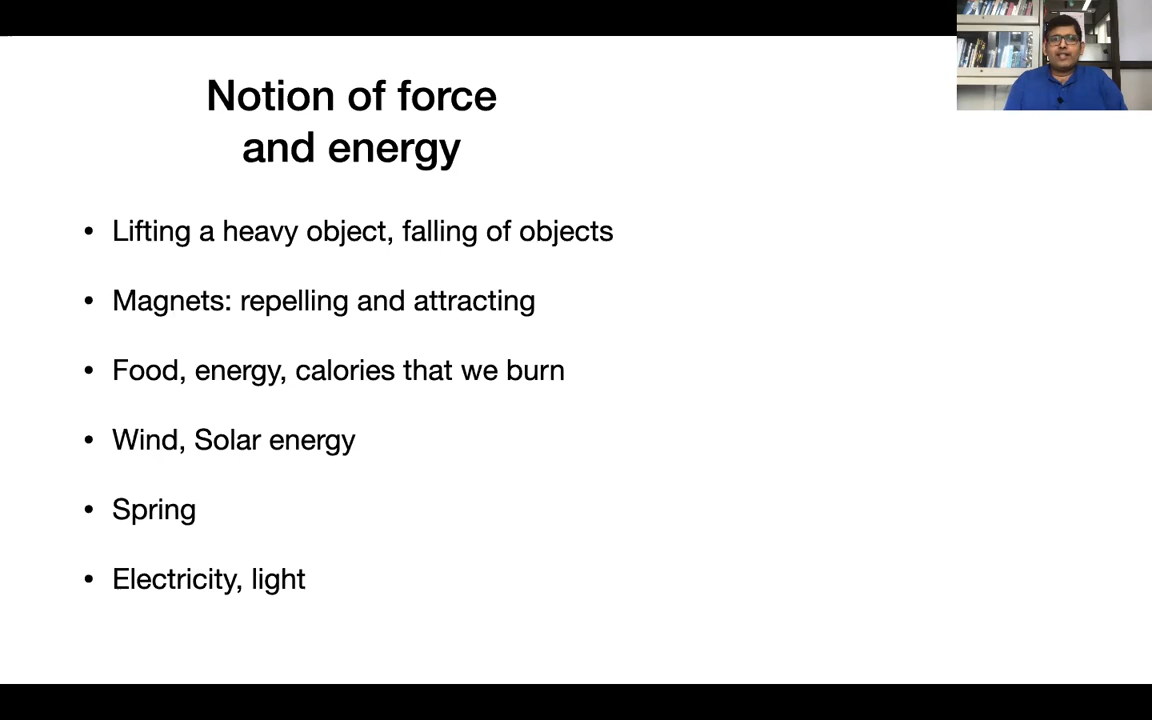 Notion of force
and energy
• Lifting a heavy object, falling of objects
• Magnets: repelling and attracting
• Food, energy, calories that we burn
• Wind, Solar energy
• Spring
• Electricity, light